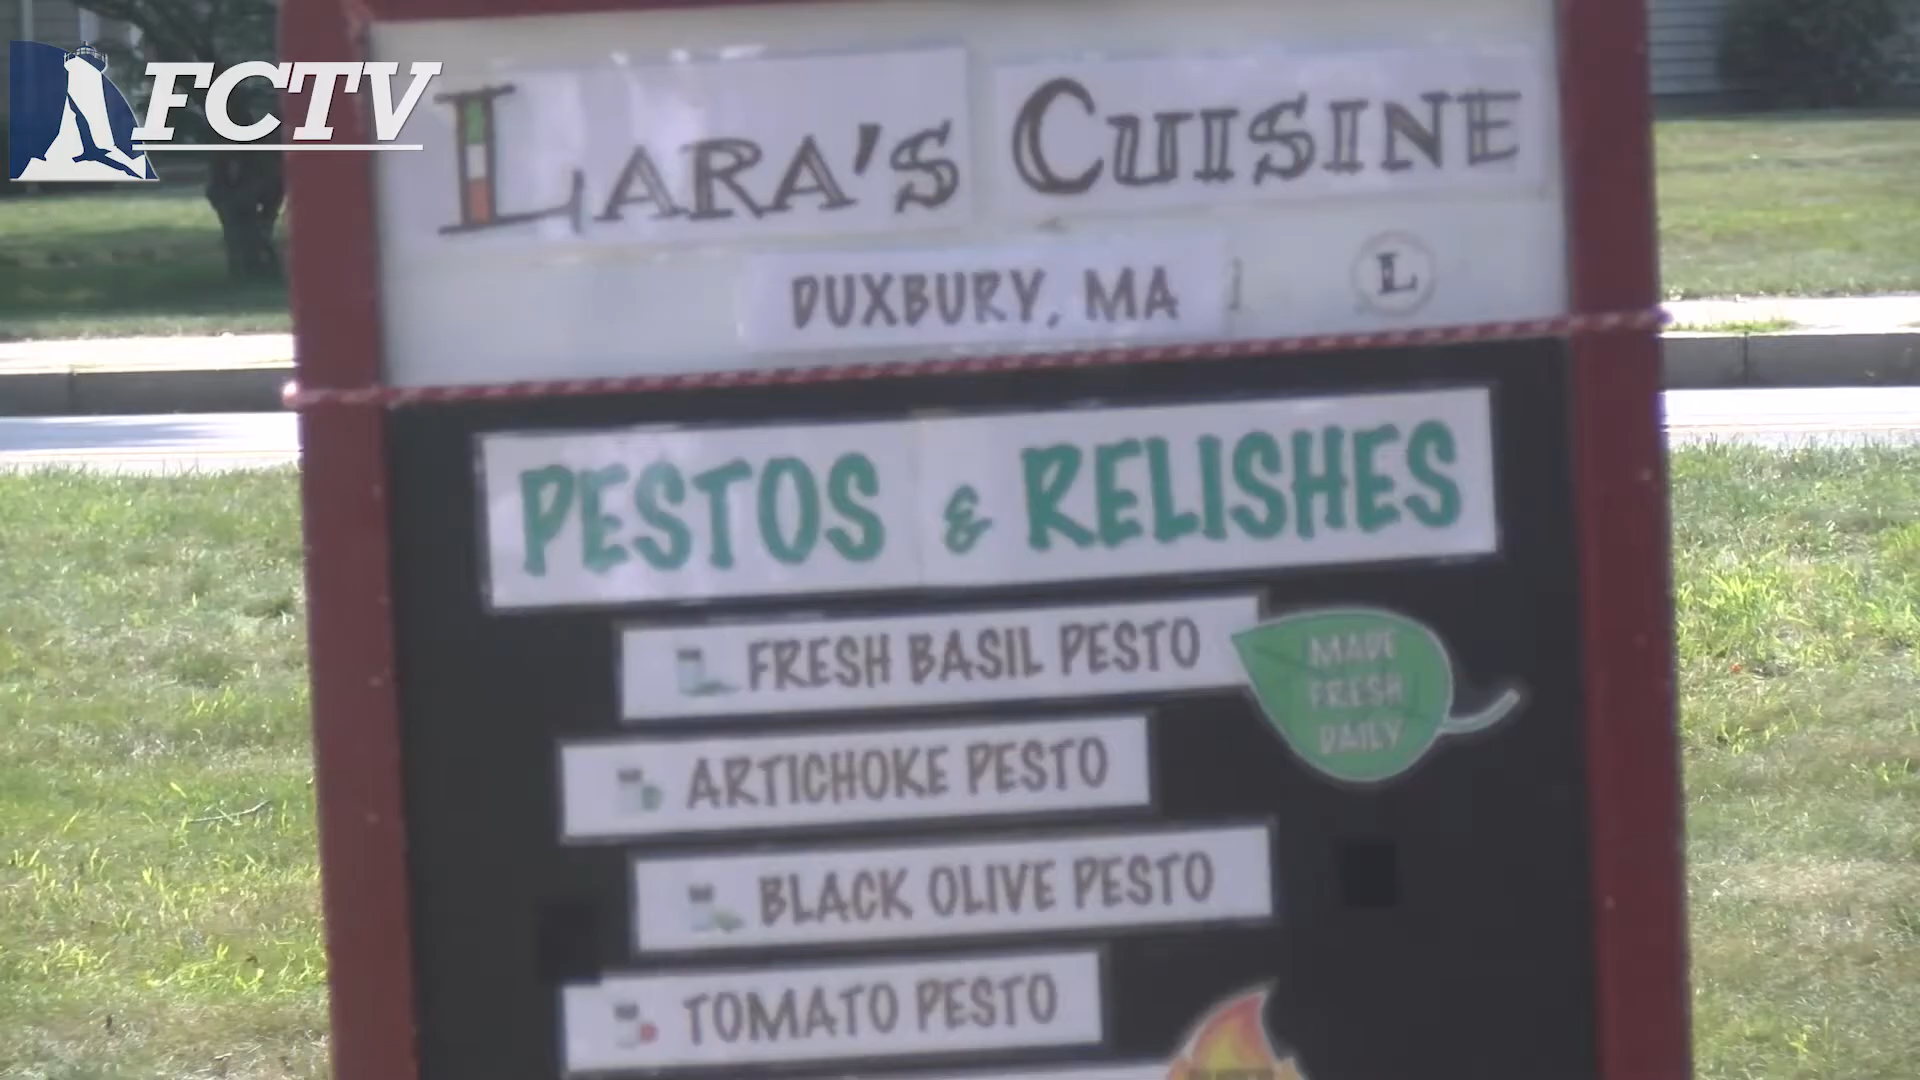 FCTV
LARA'S CUISINE
DUXBURY, MA
L
PESTOS & RELISHES
FRESH BASIL PESTO
MADE
FRESH
DAILY
ARTICHOKE PESTO
BLACK OLIVE PESTO
TOMATO PESTO